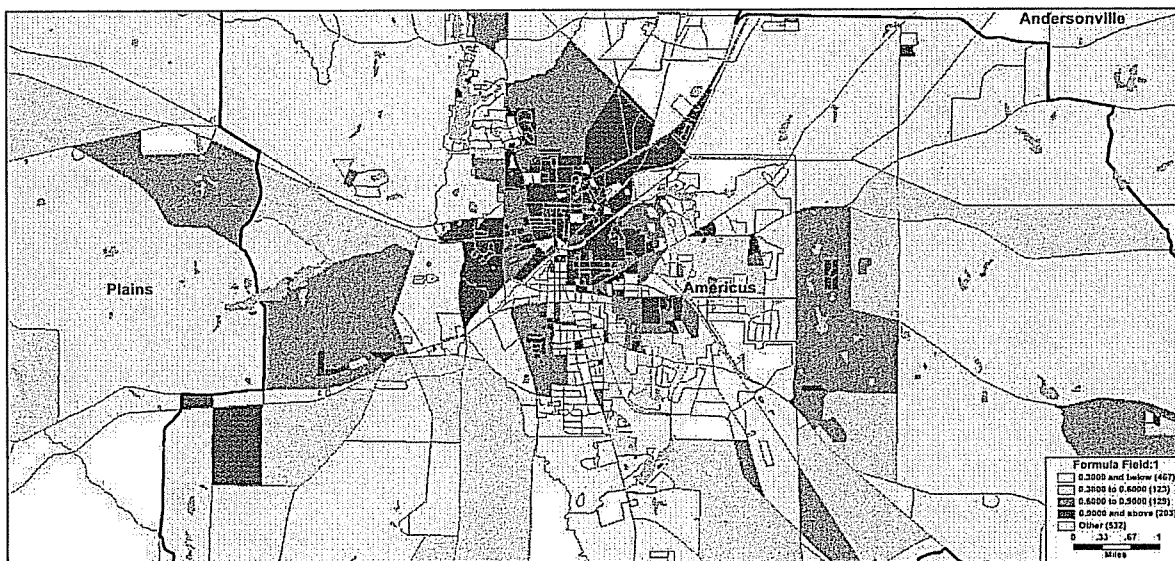 Andersonville
Plains
Americus
Formula Field:1
0.3000 and below (467)
0.3000 to 0.6000 (123)
0.6000 to 0.9000 (129)
0.9000 and above (203)
Other (532)
0 .33 .67 1
Miles